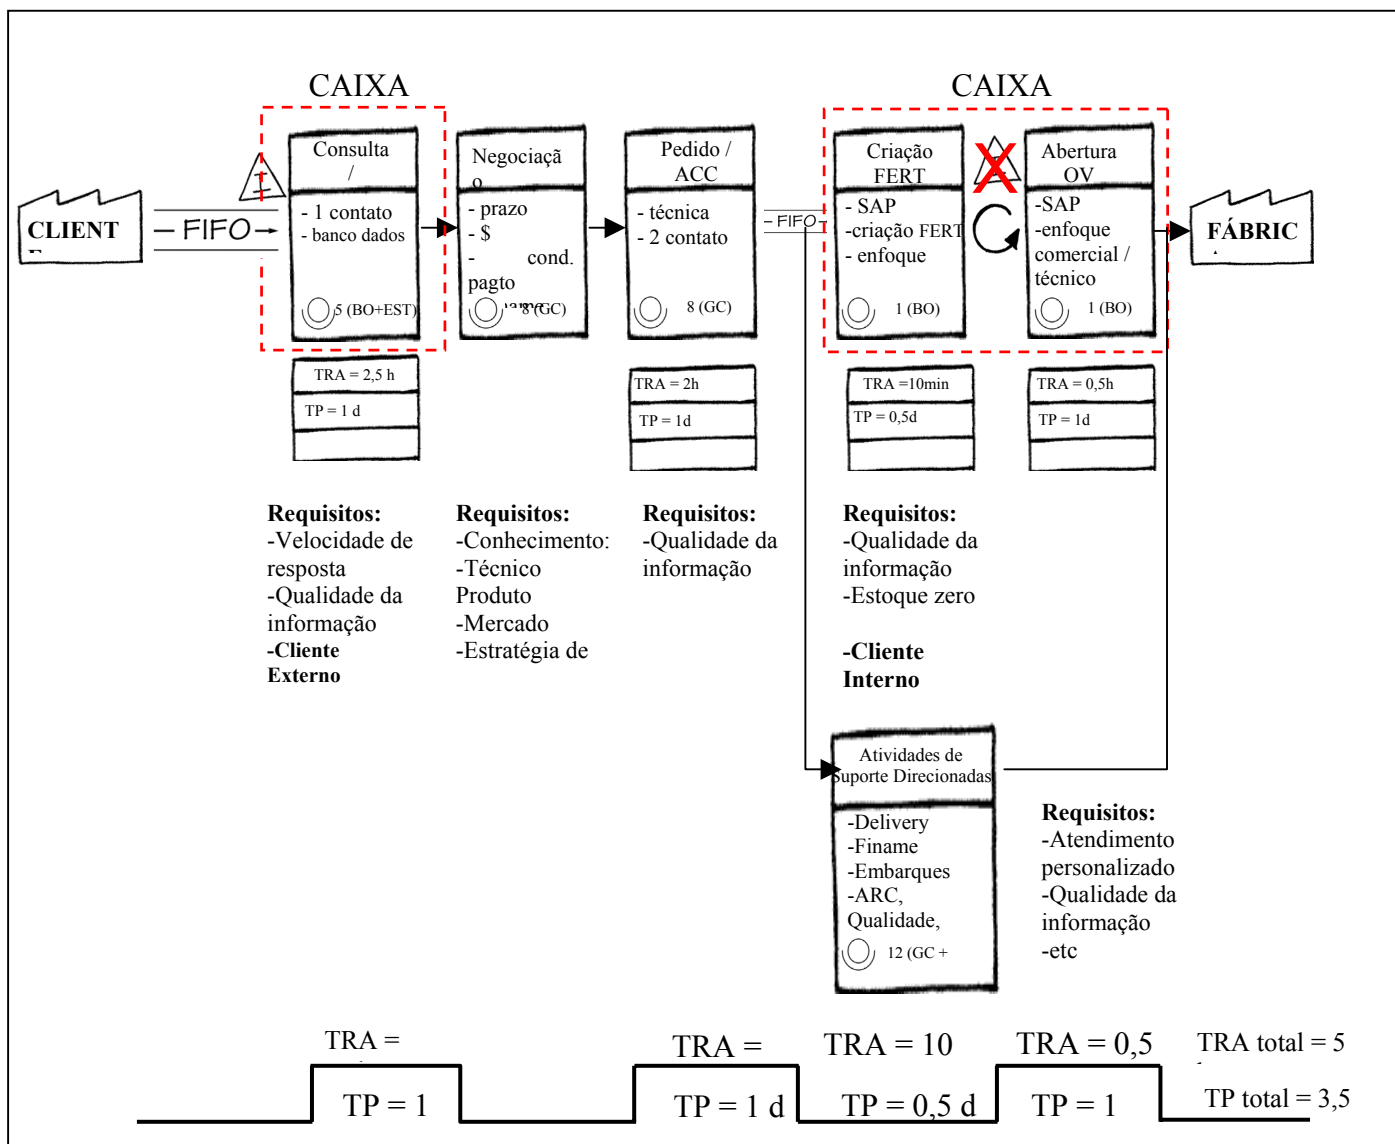 CAIXA
CAIXA
CLIENT
FIFO
Consulta
/
- 1 contato
- banco dados
5 (BO+EST)
Negociaçã
o
- prazo
- $
- cond.
pagto
8 (GC)
Pedido /
ACC
- técnica
- 2 contato
8 (GC)
FIFO
Criação
FERT
- SAP
-criação FERT
- enfoque
1 (BO)
Abertura
OV
-SAP
-enfoque
comercial /
técnico
1 (BO)
FÁBRIC
TRA = 2,5 h
TP = 1 d
TRA = 2h
TP = 1d
TRA =10min
TP = 0,5d
TRA = 0,5h
TP = 1d
Requisitos:
-Velocidade de
resposta
-Qualidade da
informação
-Cliente
Externo
Requisitos:
-Conhecimento:
-Técnico
Produto
-Mercado
-Estratégia de
Requisitos:
-Qualidade da
informação
Requisitos:
-Qualidade da
informação
-Estoque zero
-Cliente
Interno
Atividades de
Suporte Direcionadas
-Delivery
-Finame
-Embarques
-ARC,
Qualidade,
12 (GC +
Requisitos:
-Atendimento
personalizado
-Qualidade da
informação
-etc
TRA =
TRA =
TRA = 10
TRA = 0,5
TRA total = 5
TP = 1
TP = 1 d
TP = 0,5 d
TP = 1
TP total = 3,5